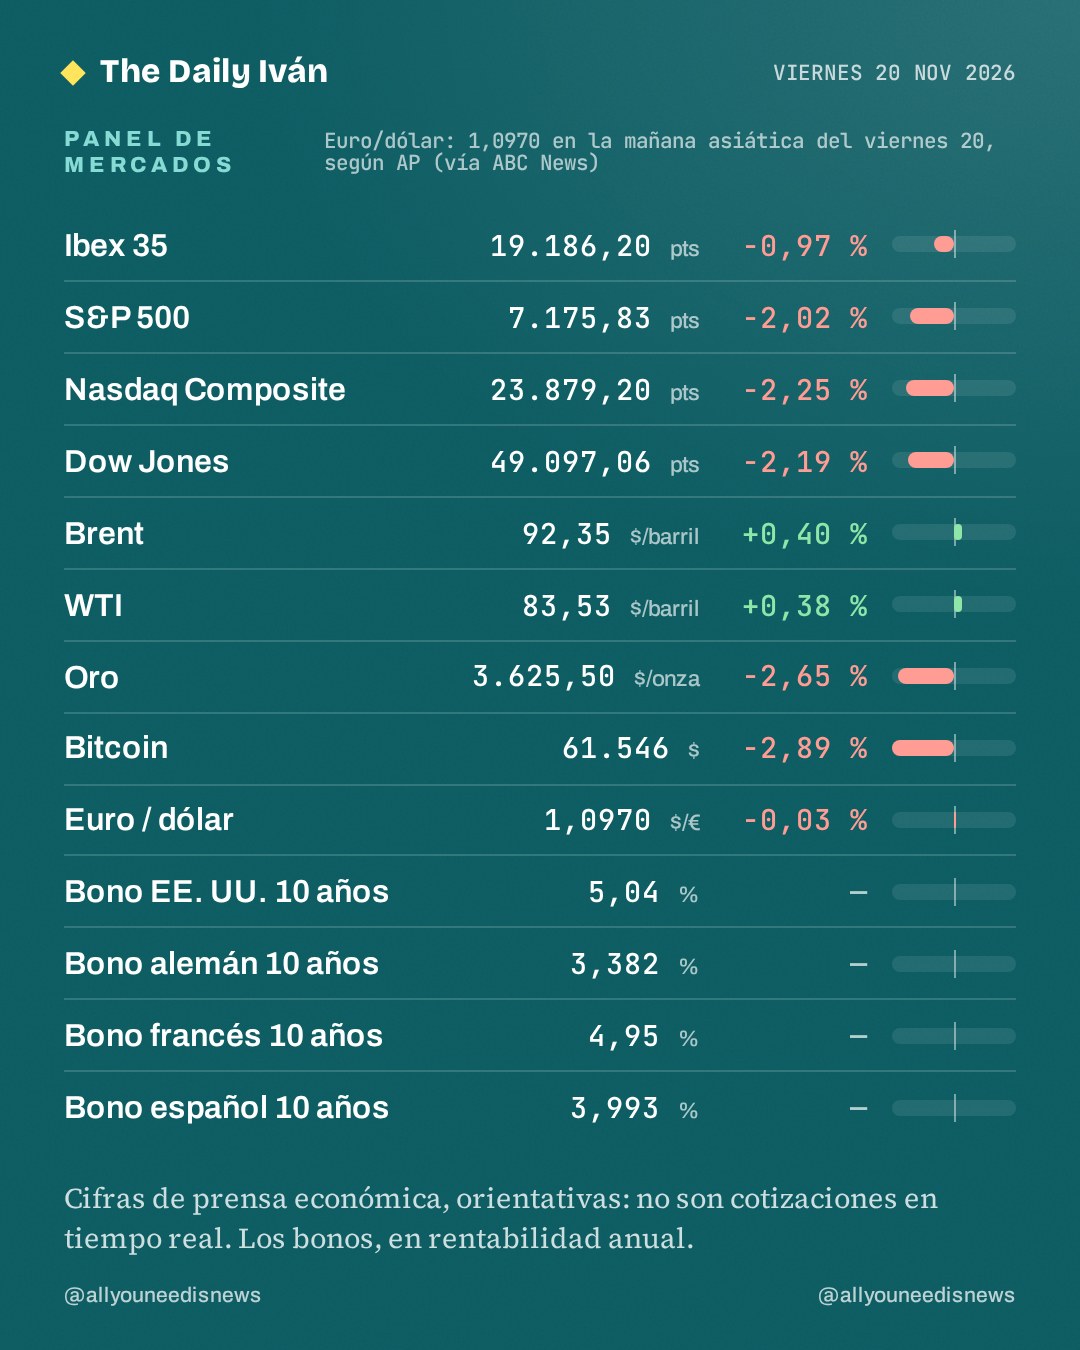 The Daily Iván
VIERNES 20 NOV 2026
PANEL DE
MERCADOS
Euro/dólar: 1,0970 en la mañana asiática del viernes 20,
según AP (vía ABC News)
Ibex 35 19.186,20 pts -0,97 %
S&P 500 7.175,83 pts -2,02 %
Nasdaq Composite 23.879,20 pts -2,25 %
Dow Jones 49.097,06 pts -2,19 %
Brent 92,35 $/barril +0,40 %
WTI 83,53 $/barril +0,38 %
Oro 3.625,50 $/onza -2,65 %
Bitcoin 61.546 $ -2,89 %
Euro / dólar 1,0970 $/€ -0,03 %
Bono EE. UU. 10 años 5,04 % —
Bono alemán 10 años 3,382 % —
Bono francés 10 años 4,95 % —
Bono español 10 años 3,993 % —
Cifras de prensa económica, orientativas: no son cotizaciones en
tiempo real. Los bonos, en rentabilidad anual.
@allyouneedisnews
@allyouneedisnews